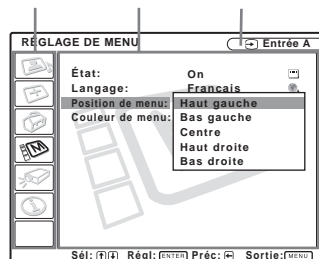 RÉGLAGE DE MENU Entrée A
État: On
Langage: Français
Position de menu: Haut gauche
Couleur de menu: Bas gauche
Centre
Haut droite
Bas droite
Sél: Régl: ENTER Préc: Sortie: MENU